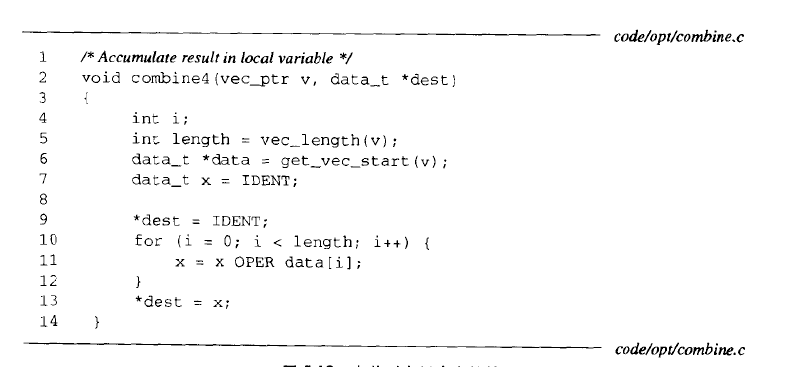 code/opt/combine.c
1 /* Accumulate result in local variable */
2 void combine4(vec_ptr v, data_t *dest)
3 {
4 int i;
5 int length = vec_length(v);
6 data_t *data = get_vec_start(v);
7 data_t x = IDENT;
8
9 *dest = IDENT;
10 for (i = 0; i < length; i++) {
11 x = x OPER data[i];
12 }
13 *dest = x;
14 }
code/opt/combine.c